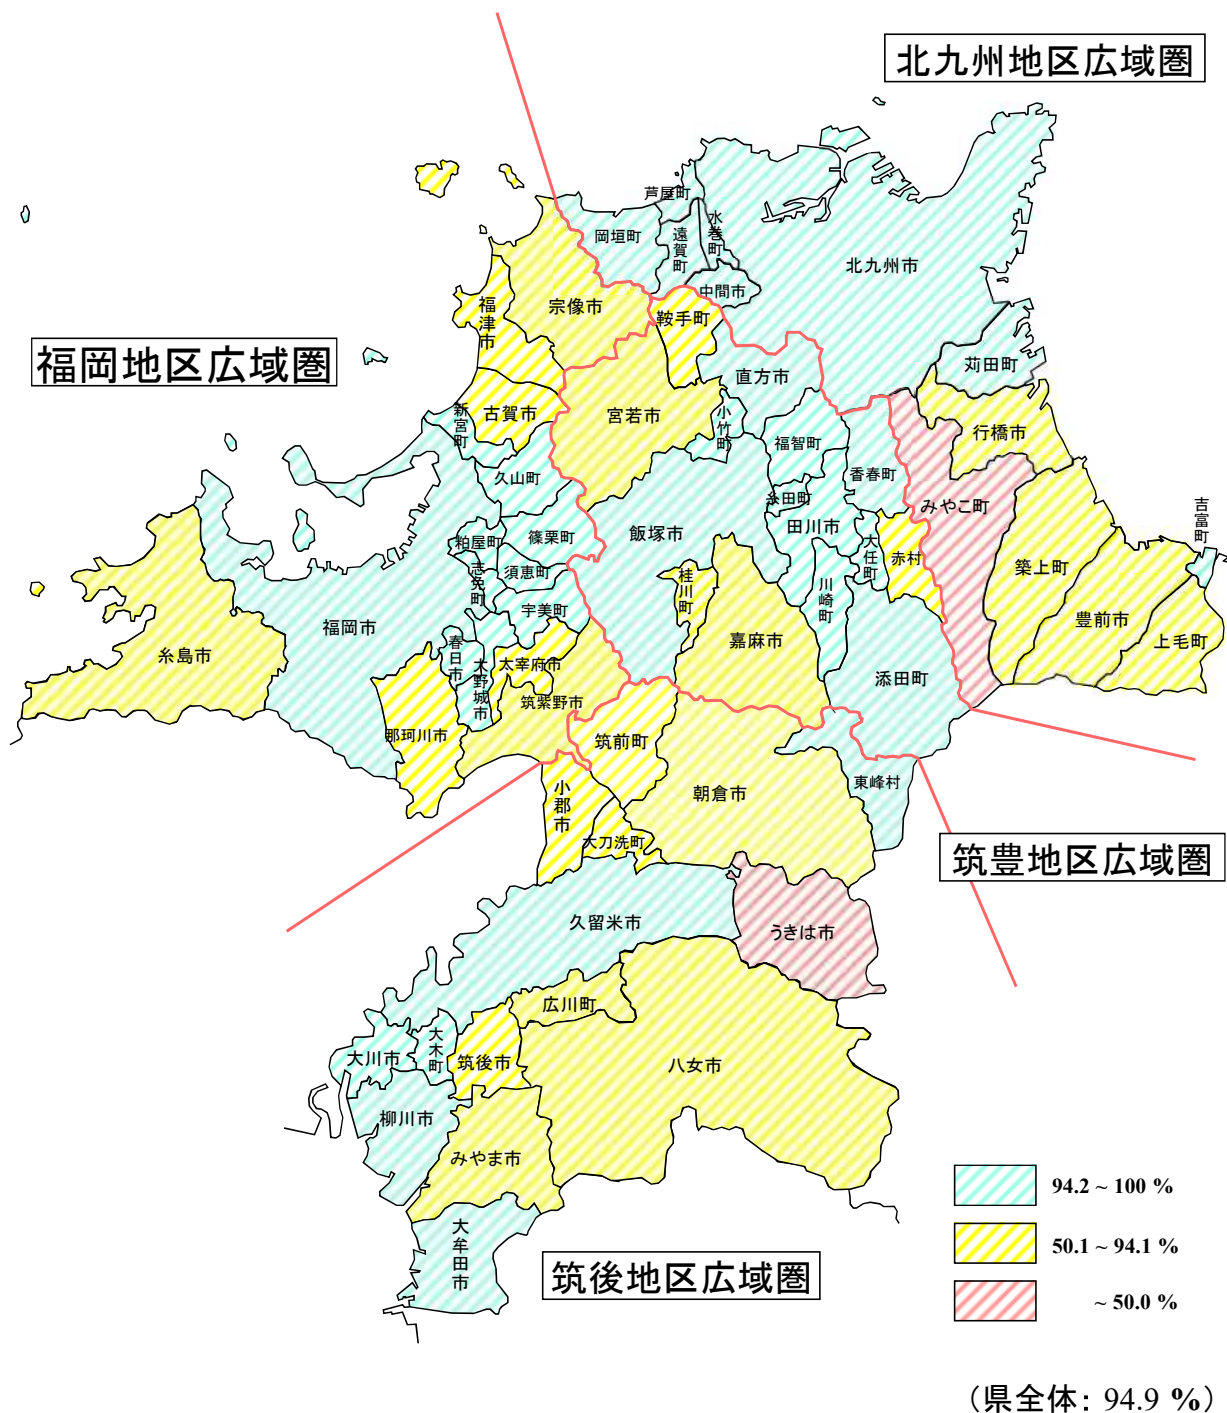 北九州地区広域圏
芦屋町
水巻町
岡垣町
遠賀町
北九州市
中間市
福津市
宗像市
鞍手町
福岡地区広域圏
苅田町
直方市
新宮町
古賀市
宮若市
小竹町
行橋市
福智町
久山町
香春町
糸田町
みやこ町
吉富町
粕屋町
篠栗町
飯塚市
田川市
大任町
赤村
志免町
須恵町
桂川町
川崎町
築上町
宇美町
福岡市
豊前市
上毛町
糸島市
春日市
大野城市
太宰府市
嘉麻市
添田町
筑紫野市
那珂川市
筑前町
東峰村
小郡市
朝倉市
大刀洗町
筑豊地区広域圏
久留米市
うきは市
広川町
大川市
大木町
筑後市
八女市
柳川市
みやま市
94.2 ~ 100 %
大牟田市
50.1 ~ 94.1 %
筑後地区広域圏
~ 50.0 %
（県全体：94.9 %）